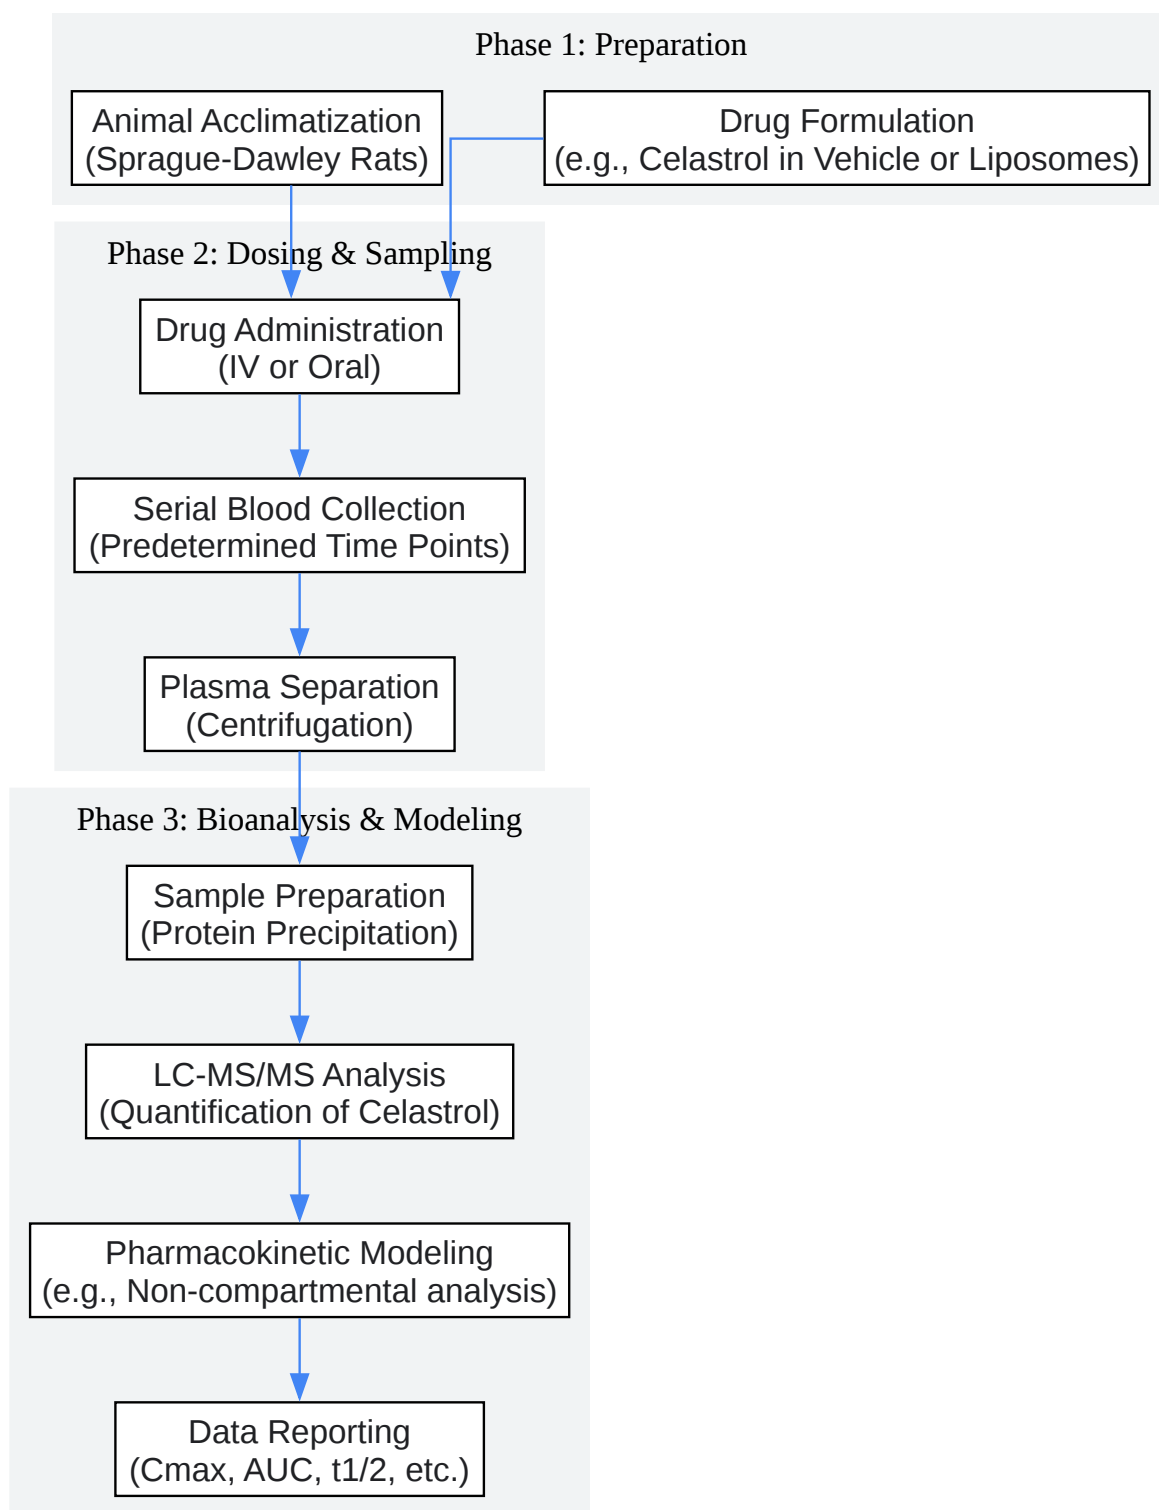 Phase 1: Preparation
Animal Acclimatization
(Sprague-Dawley Rats)
Drug Formulation
(e.g., Celastrol in Vehicle or Liposomes)
Phase 2: Dosing & Sampling
Drug Administration
(IV or Oral)
Serial Blood Collection
(Predetermined Time Points)
Plasma Separation
(Centrifugation)
Phase 3: Bioanalysis & Modeling
Sample Preparation
(Protein Precipitation)
LC-MS/MS Analysis
(Quantification of Celastrol)
Pharmacokinetic Modeling
(e.g., Non-compartmental analysis)
Data Reporting
(Cmax, AUC, t1/2, etc.)